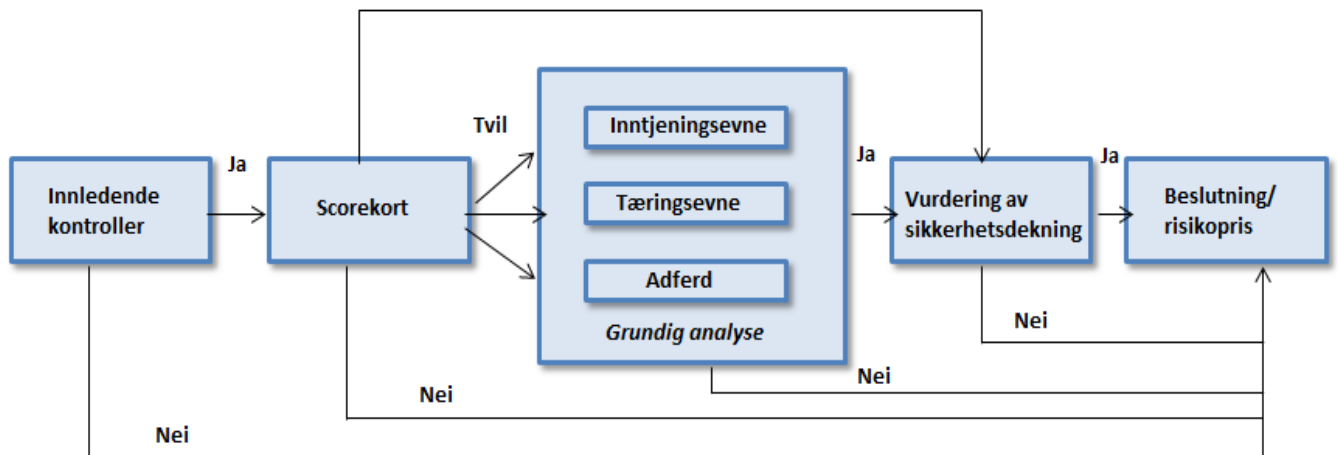 Innledende
kontroller
Ja
Scorekort
Tvil
Inntjeningsevne
Tæringsevne
Adferd
Grundig analyse
Ja
Vurdering av
sikkerhetsdekning
Ja
Beslutning/
risikopris
Nei
Nei
Nei
Nei